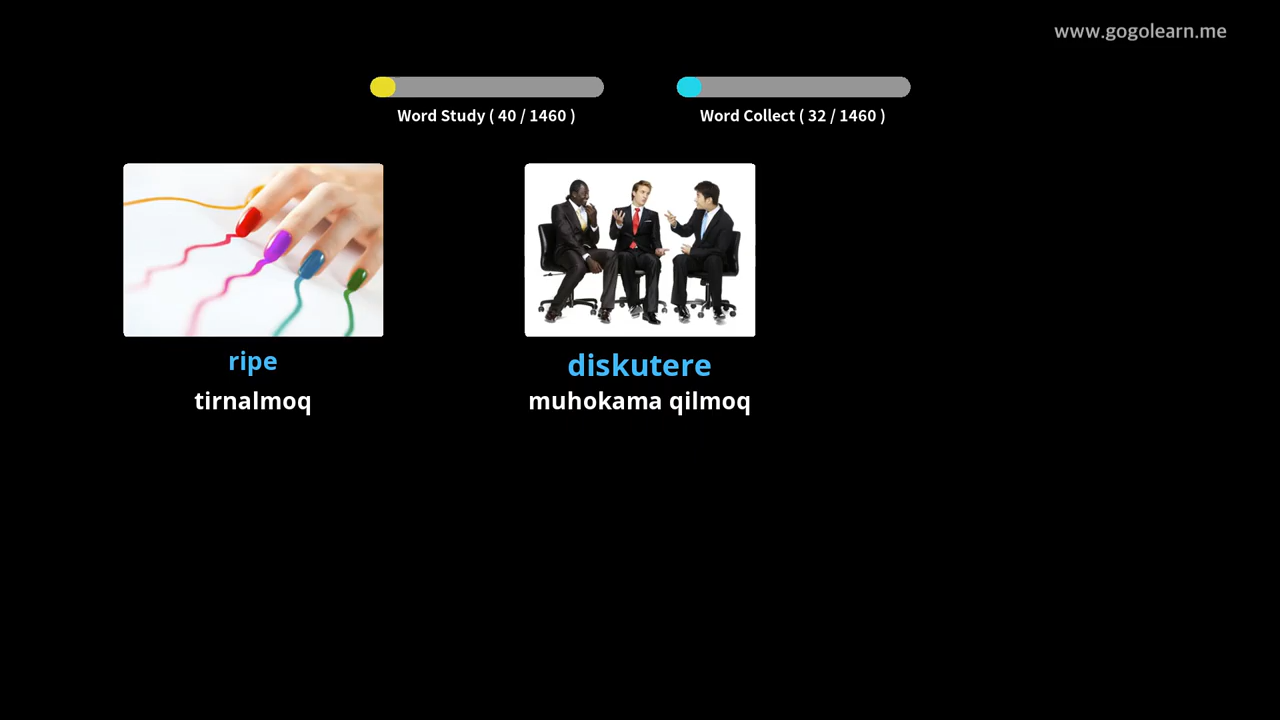 www.gogolearn.me
Word Study ( 40 / 1460 )
Word Collect ( 32 / 1460 )
ripe
tirnalmoq
diskutere
muhokama qilmoq